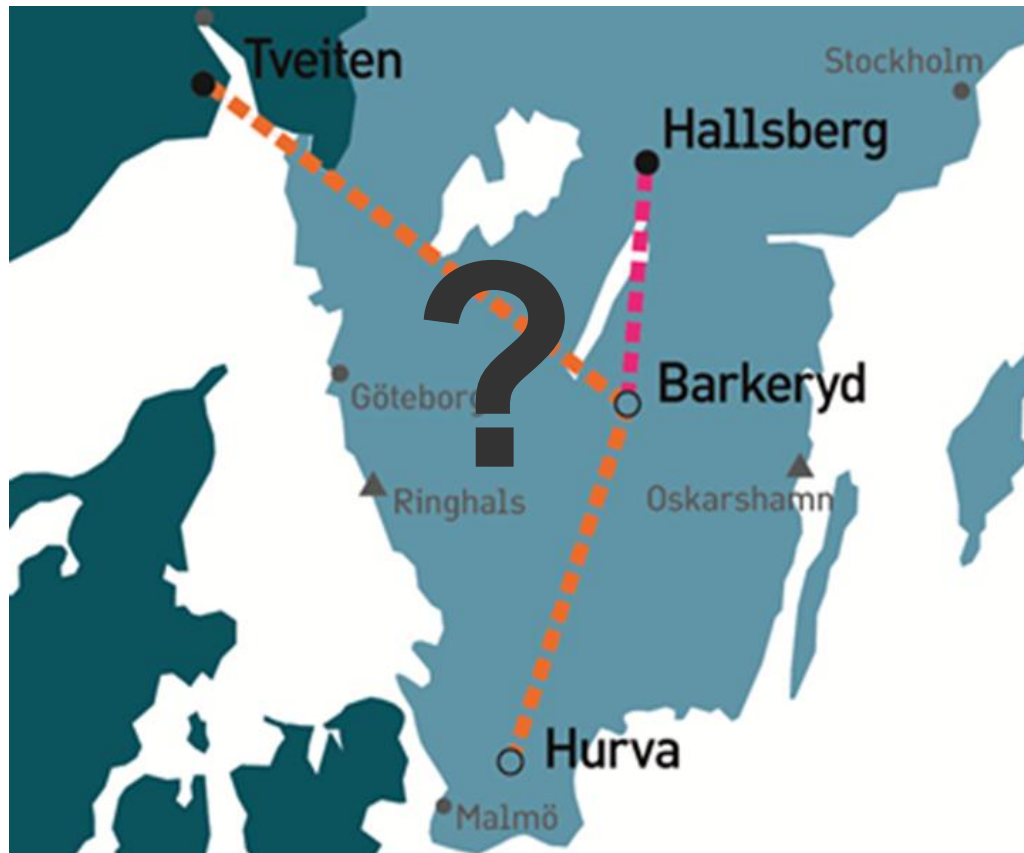 Tveiten
Stockholm
Hallsberg
?
Barkeryd
Göteborg
Ringhals
Oskarshamn
Hurva
Malmö